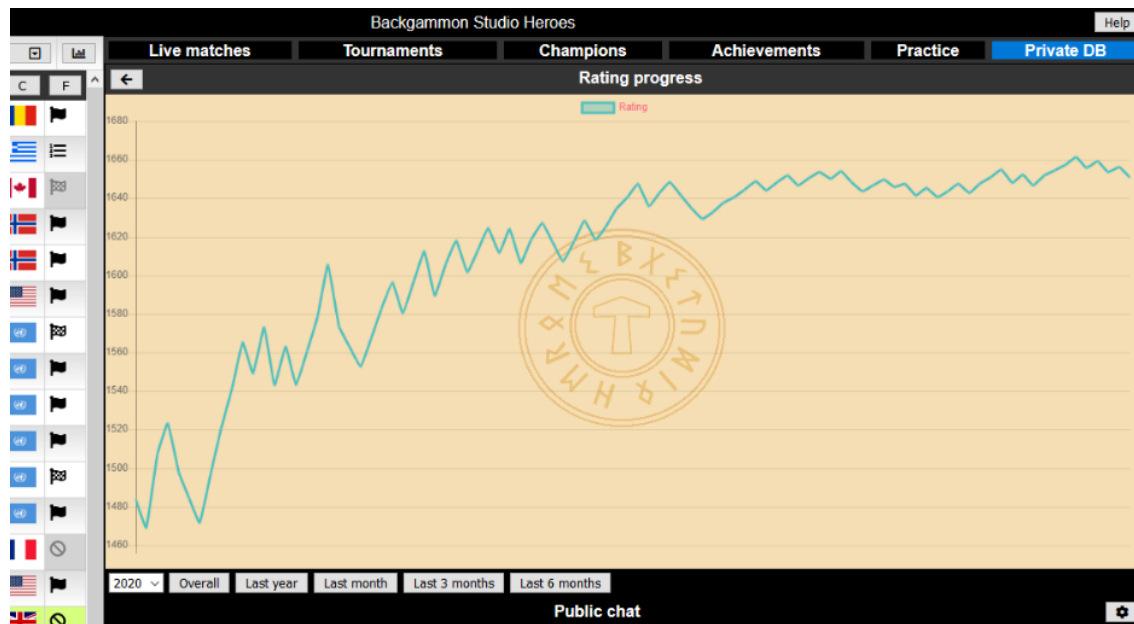 Backgammon Studio Heroes
Help
Live matches Tournaments Champions Achievements Practice Private DB
C F
Rating progress
Rating
1680
1660
1640
1620
1600
1580
1560
1540
1520
1500
1480
1460
2020 Overall Last year Last month Last 3 months Last 6 months
Public chat